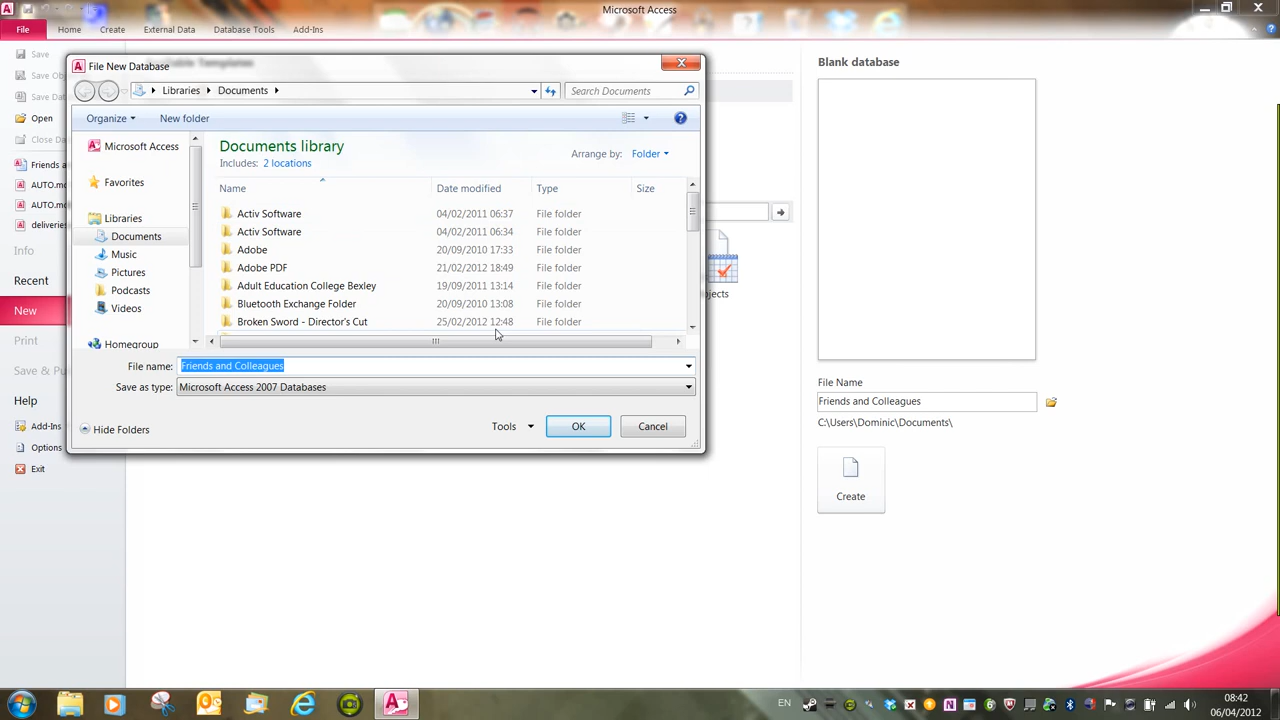 Microsoft Access
File Home Create External Data Database Tools Add-Ins
Save
Open
Friends a
AUTO.m
AUTO.m
deliveries
Info
Recent
New
Print
Save & Pu
Help
Add-Ins
Options
Exit
File New Database
Libraries Documents
Search Documents
Organize New folder
Documents library
Includes: 2 locations
Arrange by: Folder
Name Date modified Type Size
Activ Software 04/02/2011 06:37 File folder
Activ Software 04/02/2011 06:34 File folder
Adobe 20/09/2010 17:33 File folder
Adobe PDF 21/02/2012 18:49 File folder
Adult Education College Bexley 19/09/2011 13:14 File folder
Bluetooth Exchange Folder 20/09/2010 13:08 File folder
Broken Sword - Director's Cut 25/02/2012 12:48 File folder
Microsoft Access
Favorites
Libraries
Documents
Music
Pictures
Podcasts
Videos
Homegroup
File name: Friends and Colleagues
Save as type: Microsoft Access 2007 Databases
Hide Folders
Tools OK Cancel
ojects
Blank database
File Name
Friends and Colleagues
C:\Users\Dominic\Documents\
Create
EN
08:42
06/04/2012